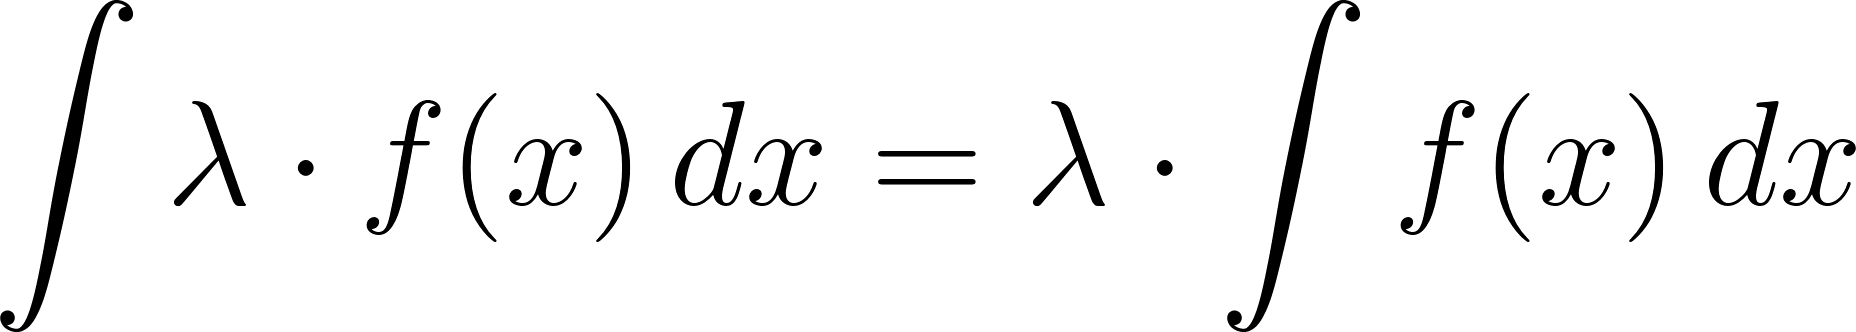 ∫ λ · f(x) dx = λ · ∫ f(x) dx